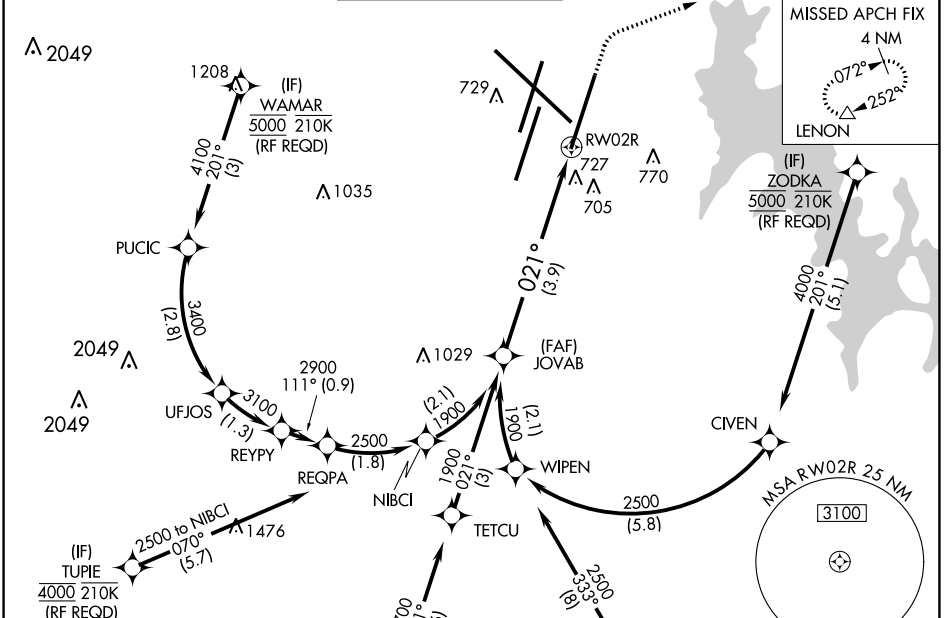 2049
1208
(IF)
WAMAR
5000 210K
(RF REQD)
4100
201°
(3)
1035
729
RW02R
727
705
770
MISSED APCH FIX
4 NM
072°
252°
LENON
(IF)
ZODKA
5000 210K
(RF REQD)
4000
201°
(5.1)
PUCIC
3400
(2.8)
021°
(3.9)
2049
2049
UFJOS
3100
(1.3)
REYPY
2900
111° (0.9)
REQPA
2500
(1.8)
1029
(2.1)
1900
NIBCI
(FAF)
JOVAB
(2.1)
1900
WIPEN
1900
021°
(3)
TETCU
CIVEN
2500
(5.8)
2500 to NIBCI
070°
(5.7)
1476
(IF)
TUPIE
4000 210K
(RF REQD)
2500
333°
(8)
MSA RW02R 25 NM
3100